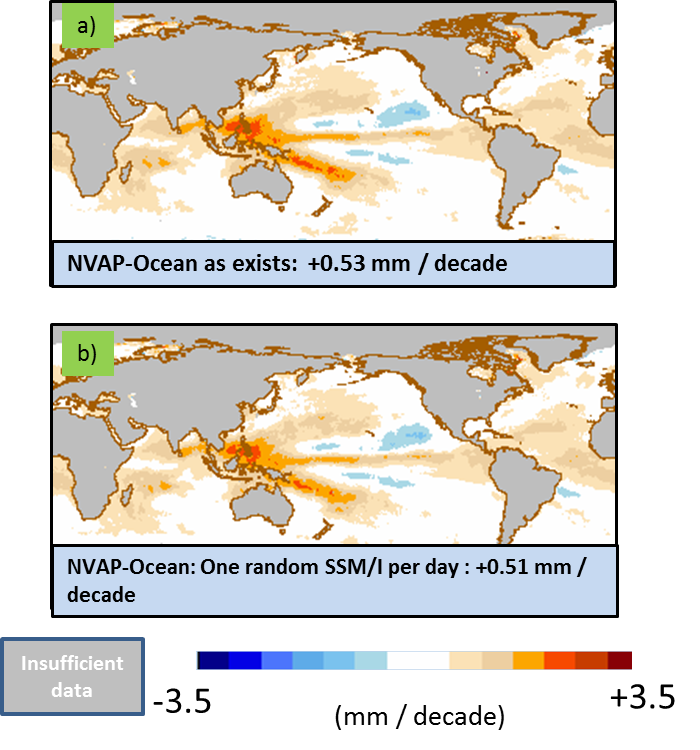 a)
NVAP-Ocean as exists:  +0.53 mm / decade
b)
NVAP-Ocean: One random SSM/I per day : +0.51 mm /
decade
Insufficient
data
-3.5
+3.5
(mm / decade)